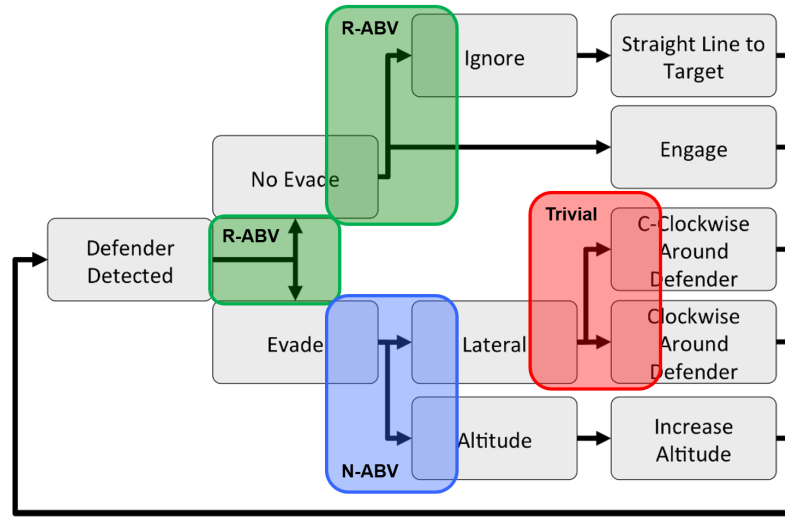 R-ABV
Ignore
Straight Line to
Target
No Evade
Engage
R-ABV
Defender
Detected
Trivial
C-Clockwise
Around
Defender
Evade
Lateral
Clockwise
Around
Defender
N-ABV
Altitude
Increase
Altitude